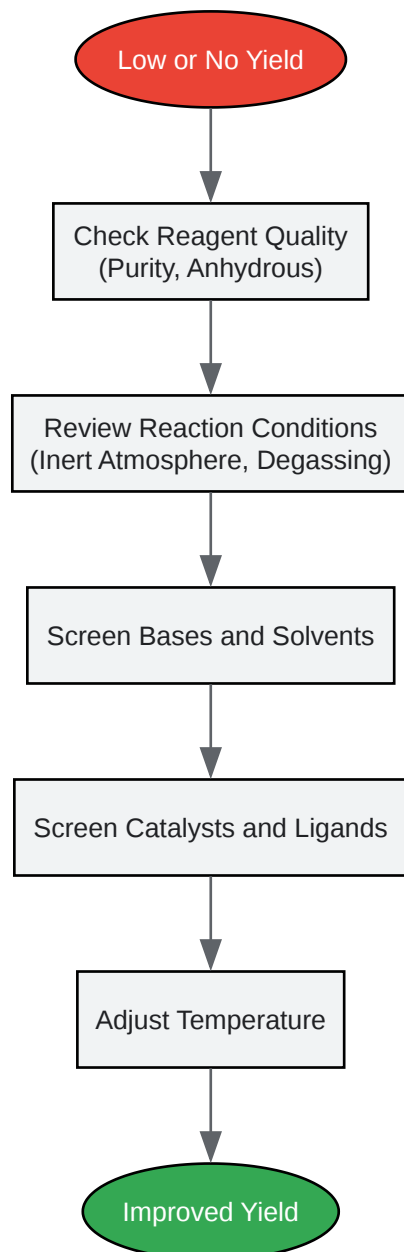 Low or No Yield
Check Reagent Quality
(Purity, Anhydrous)
Review Reaction Conditions
(Inert Atmosphere, Degassing)
Screen Bases and Solvents
Screen Catalysts and Ligands
Adjust Temperature
Improved Yield